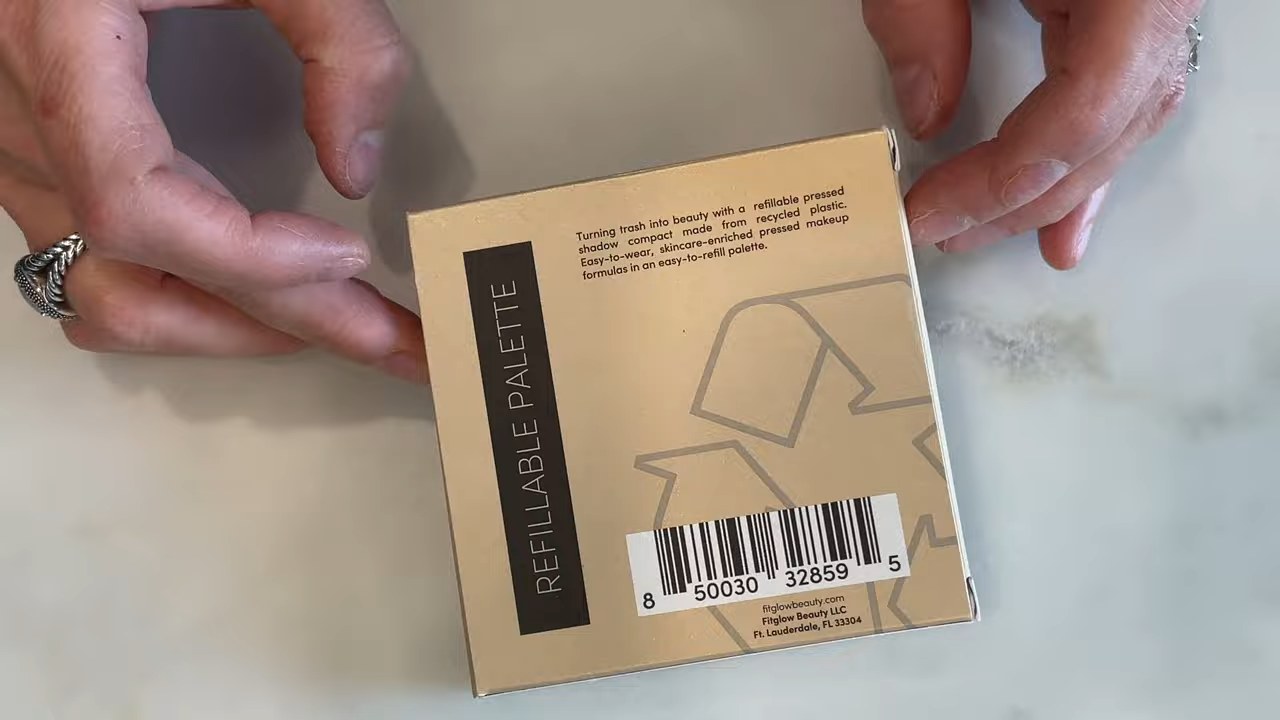 Turning trash into beauty with a refillable pressed
shadow compact made from recycled plastic.
Easy-to-wear, skincare-enriched pressed makeup
formulas in an easy-to-refill palette.
REFILLABLE PALETTE
8 50030 32859 5
fitglowbeauty.com
Fitglow Beauty LLC
Ft. Lauderdale, FL 33304